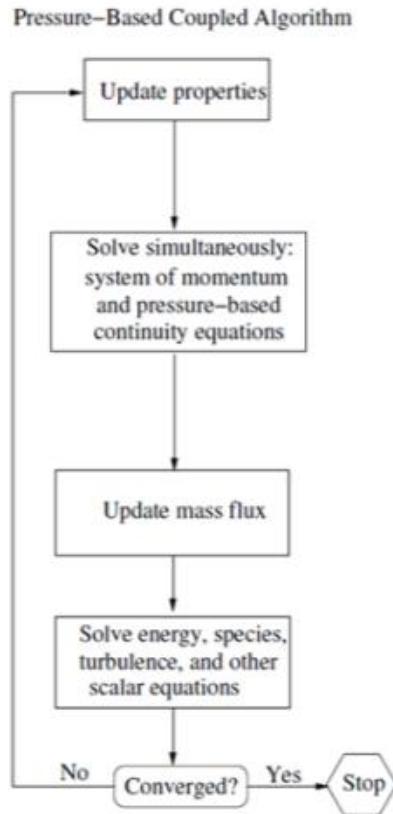 Pressure–Based Coupled Algorithm
Update properties
Solve simultaneously:
system of momentum
and pressure–based
continuity equations
Update mass flux
Solve energy, species,
turbulence, and other
scalar equations
No
Converged?
Yes
Stop